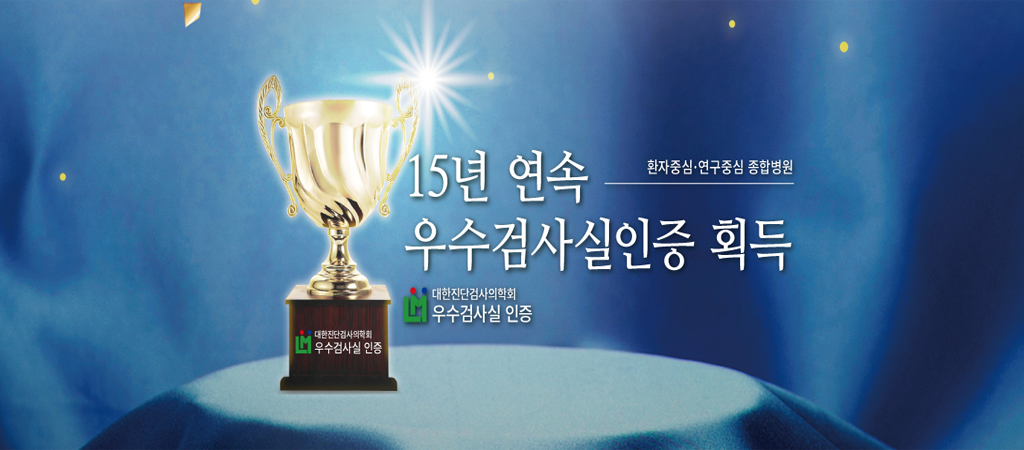 15년 연속
환자중심·연구중심 종합병원
우수검사실인증 획득
대한진단검사의학회
우수검사실 인증
대한진단검사의학회
우수검사실 인증